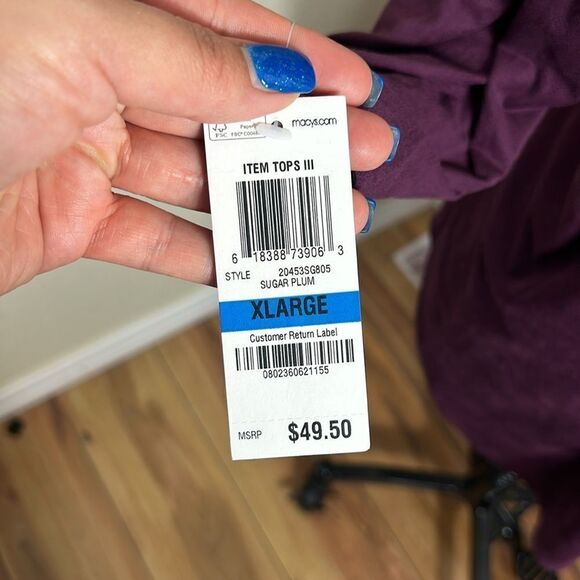 FSC
macys.com
ITEM TOPS III
6 18388 73906 3
STYLE 20453SG805
SUGAR PLUM
XLARGE
Customer Return Label
0802360621155
MSRP $49.50